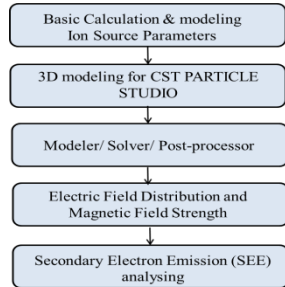 Basic Calculation & modeling
Ion Source Parameters
3D modeling for CST PARTICLE
STUDIO
Modeler/ Solver/ Post-processor
Electric Field Distribution and
Magnetic Field Strength
Secondary Electron Emission (SEE)
analysing